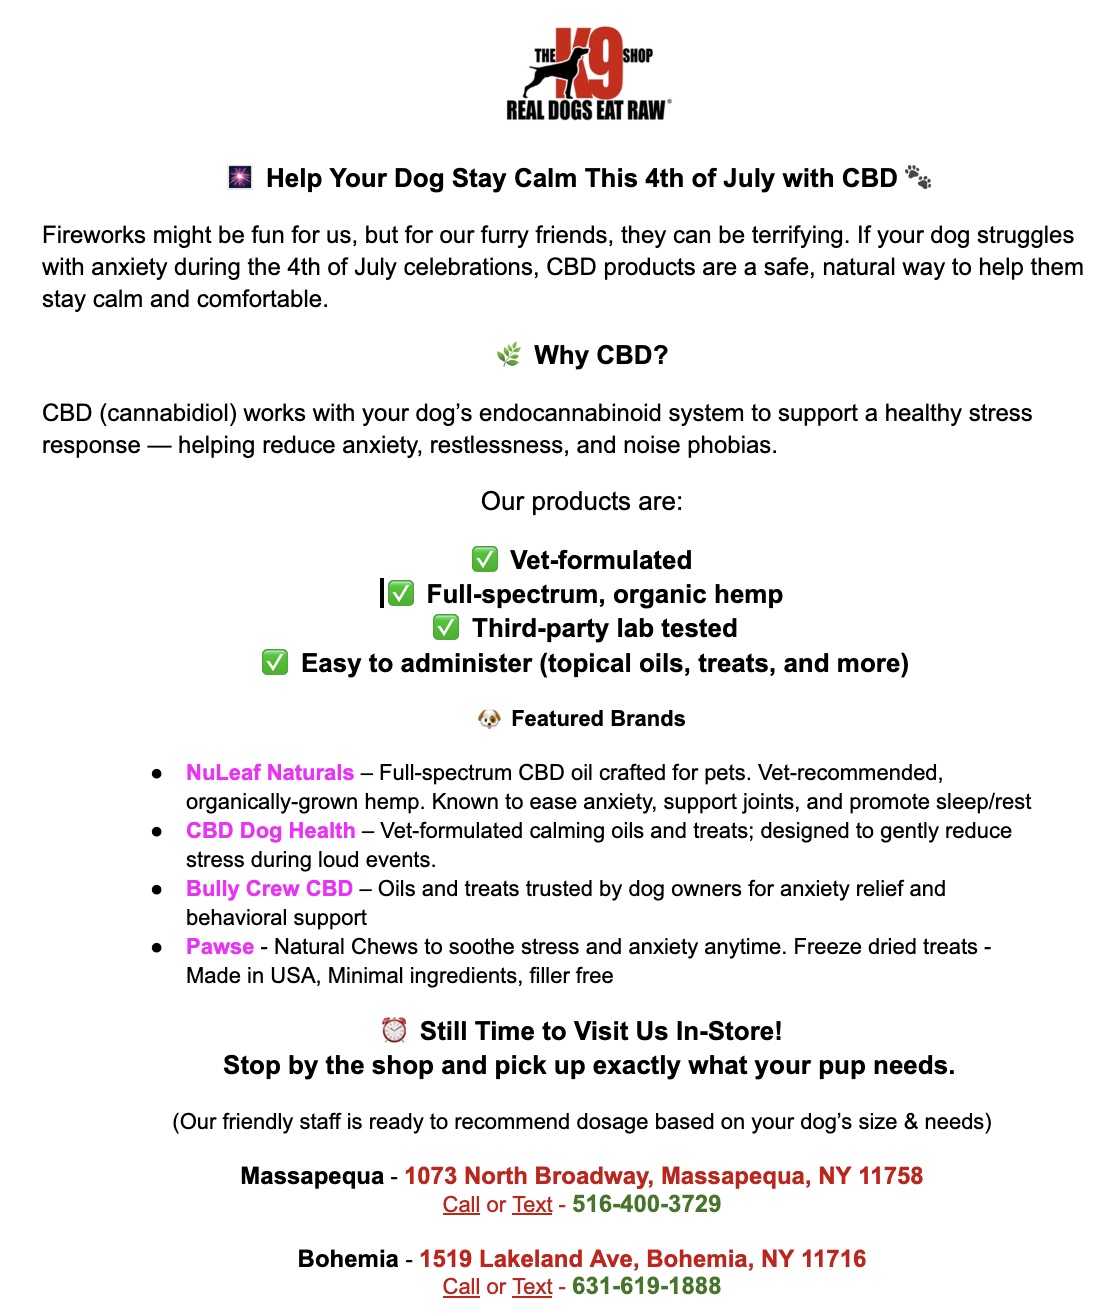 THE K9 SHOP
REAL DOGS EAT RAW®
🎆 Help Your Dog Stay Calm This 4th of July with CBD 🐾
Fireworks might be fun for us, but for our furry friends, they can be terrifying. If your dog struggles
with anxiety during the 4th of July celebrations, CBD products are a safe, natural way to help them
stay calm and comfortable.
🌿 Why CBD?
CBD (cannabidiol) works with your dog’s endocannabinoid system to support a healthy stress
response — helping reduce anxiety, restlessness, and noise phobias.
Our products are:
✅ Vet-formulated
✅ Full-spectrum, organic hemp
✅ Third-party lab tested
✅ Easy to administer (topical oils, treats, and more)
🐶 Featured Brands
● NuLeaf Naturals – Full-spectrum CBD oil crafted for pets. Vet-recommended,
organically-grown hemp. Known to ease anxiety, support joints, and promote sleep/rest
● CBD Dog Health – Vet-formulated calming oils and treats; designed to gently reduce
stress during loud events.
● Bully Crew CBD – Oils and treats trusted by dog owners for anxiety relief and
behavioral support
● Pawse - Natural Chews to soothe stress and anxiety anytime. Freeze dried treats -
Made in USA, Minimal ingredients, filler free
⏰ Still Time to Visit Us In-Store!
Stop by the shop and pick up exactly what your pup needs.
(Our friendly staff is ready to recommend dosage based on your dog’s size & needs)
Massapequa - 1073 North Broadway, Massapequa, NY 11758
Call or Text - 516-400-3729
Bohemia - 1519 Lakeland Ave, Bohemia, NY 11716
Call or Text - 631-619-1888